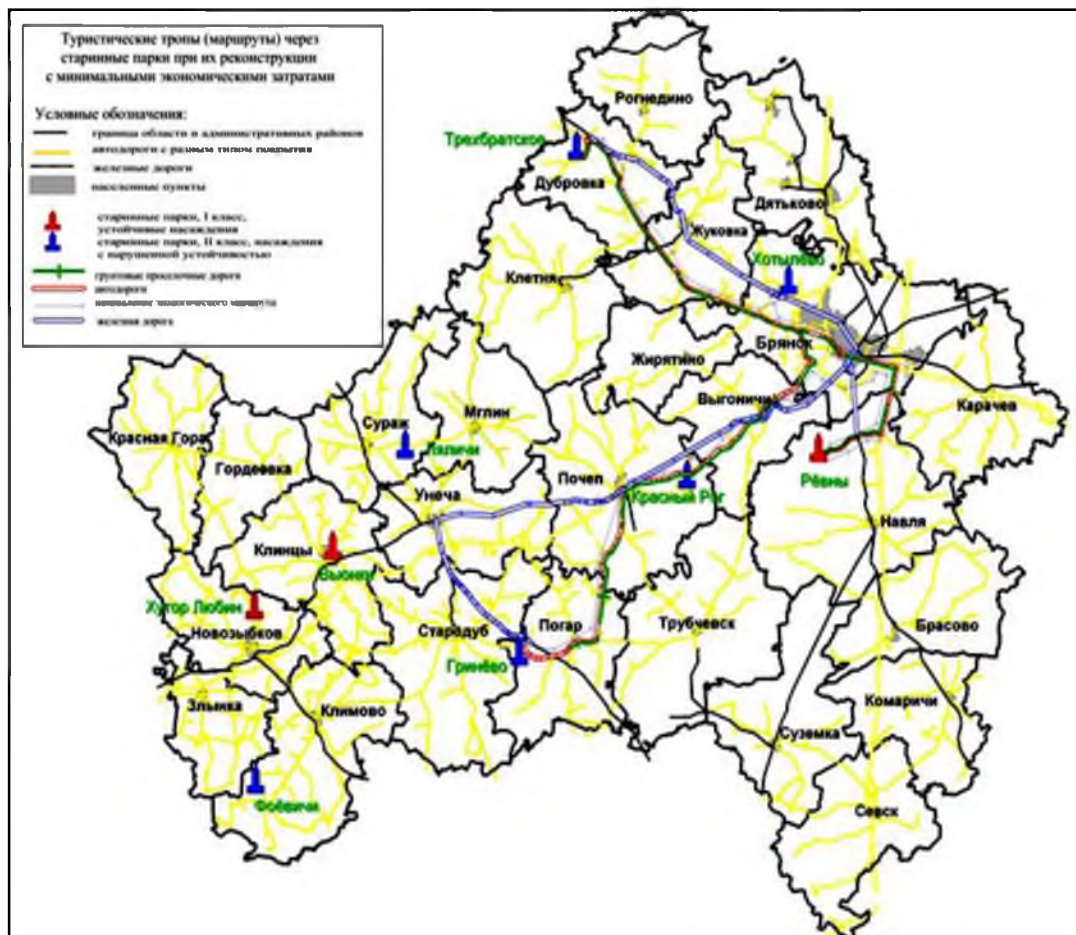 Туристические тропы (маршруты) через
старинные парки при их реконструкции
с минимальными экономическими затратами
Условные обозначения:
граница области и административных районов
автодороги с разным типом покрытия
железные дороги
населенные пункты
старинные парки, I класс,
устойчивые насаждения
старинные парки, II класс, насаждения
с нарушенной устойчивостью
грунтовые проселочные дороги
автодороги
железная дорога
Рогнедино
Трехбратское
Дубровка
Дятьково
Жуковка
Хотылёво
Клетня
Брянск
Жирятино
Выгоничи
Карачев
Сураж
Мглин
Ляличи
Красная Гора
Гордеевка
Почеп
Рёвны
Унеча
Красный Рог
Навля
Клинцы
Вьюнки
Хутор Любин
Новозыбков
Стародуб
Погар
Трубчевск
Брасово
Гринёво
Злынка
Климово
Комаричи
Суземка
Фоёвичи
Севск